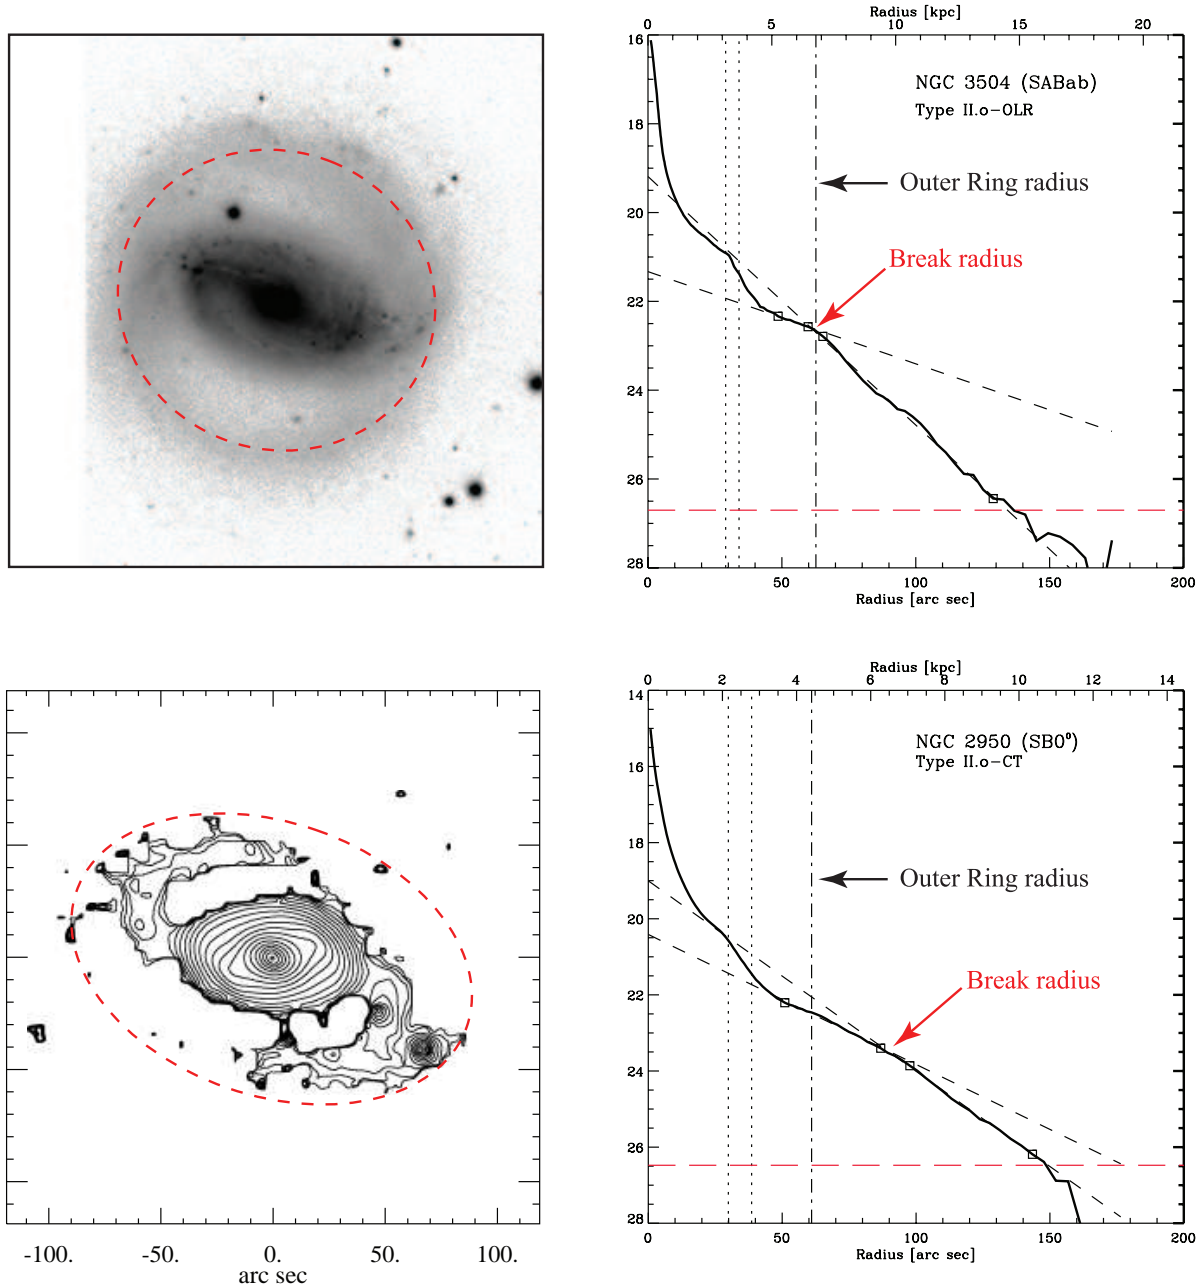 Radius [kpc]
0 5 10 15 20
16
18
20
22
24
26
28
NGC 3504 (SABab)
Type II.o-OLR
Outer Ring radius
Break radius
0 50 100 150 200
Radius [arc sec]
-100. -50. 0. 50. 100.
arc sec
Radius [kpc]
0 2 4 6 8 10 12 14
14
16
18
20
22
24
26
28
NGC 2950 (SB0⁰)
Type II.o-CT
Outer Ring radius
Break radius
0 50 100 150 200
Radius [arc sec]